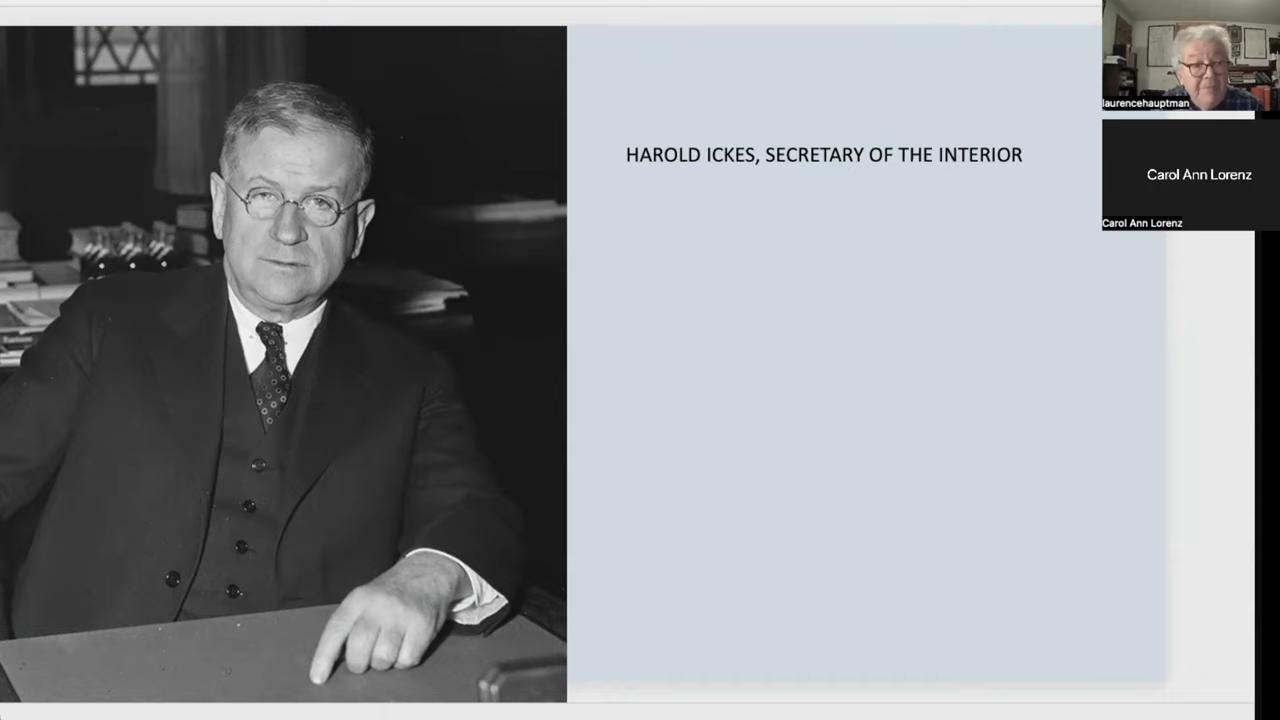 HAROLD ICKES, SECRETARY OF THE INTERIOR
laurencehauptman
Carol Ann Lorenz
Carol Ann Lorenz